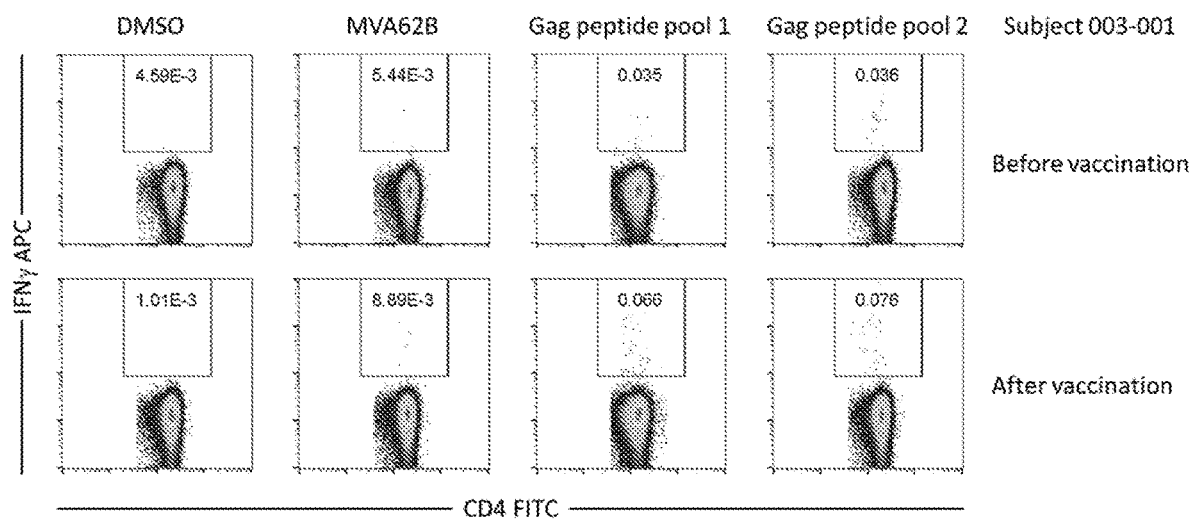 DMSO MVA62B Gag peptide pool 1 Gag peptide pool 2 Subject 003-001
4.59E-3 5.44E-3 0.035 0.036
Before vaccination
IFNγ APC
1.01E-3 8.89E-3 0.066 0.076
After vaccination
CD4 FITC